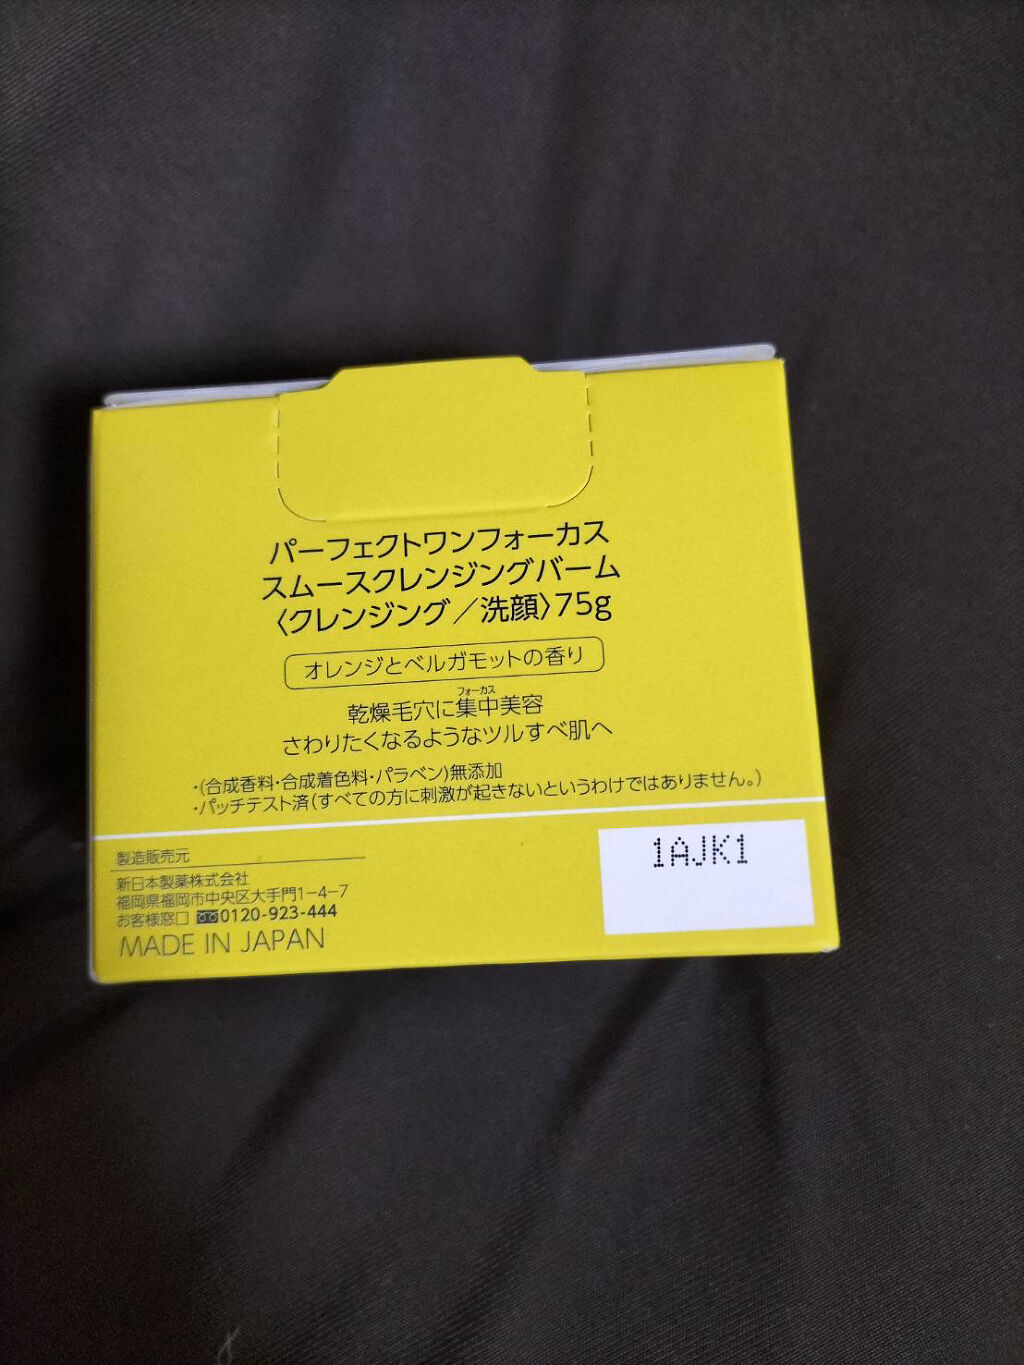 パーフェクトワンフォーカス
スムースクレンジングバーム
〈クレンジング／洗顔〉75g
オレンジとベルガモットの香り
フォーカス
乾燥毛穴に集中美容
さわりたくなるようなツルすべ肌へ
・(合成香料・合成着色料・パラベン)無添加
・パッチテスト済(すべての方に刺激が起きないというわけではありません。)
製造販売元
新日本製薬株式会社
福岡県福岡市中央区大手門1-4-7
お客様窓口 0120-923-444
MADE IN JAPAN
1AJK1